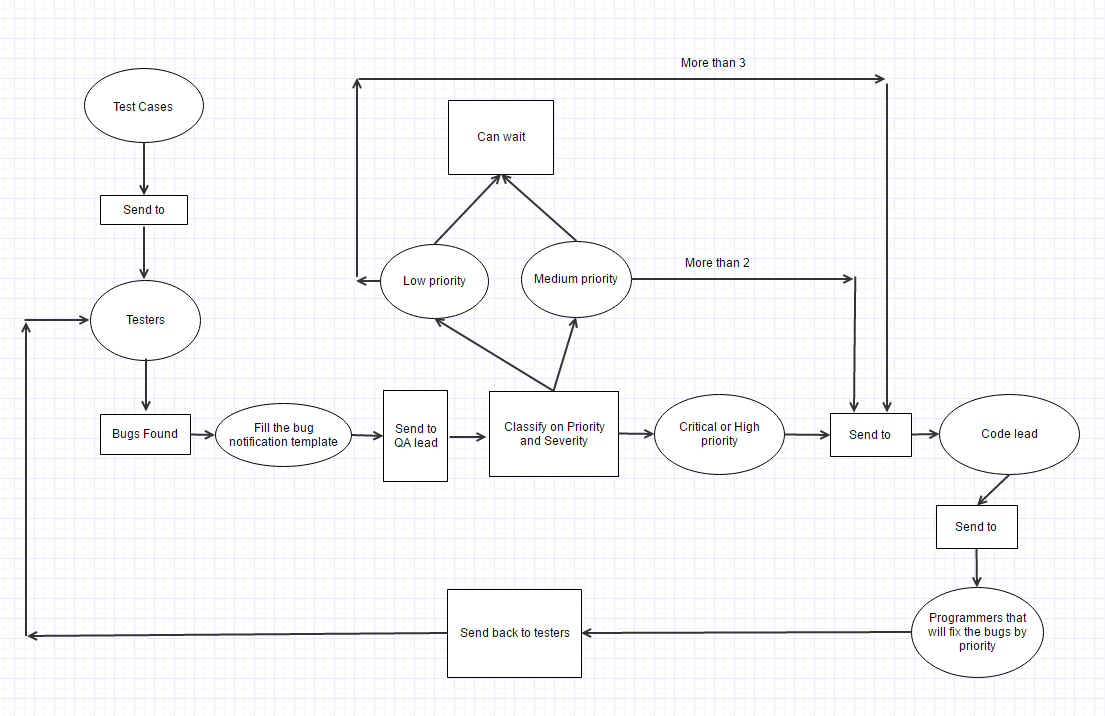 More than 3
Test Cases
Can wait
Send to
More than 2
Low priority
Medium priority
Testers
Bugs Found
Fill the bug
notification template
Send to
QA lead
Classify on Priority
and Severity
Critical or High
priority
Send to
Code lead
Send to
Programmers that
will fix the bugs by
priority
Send back to testers